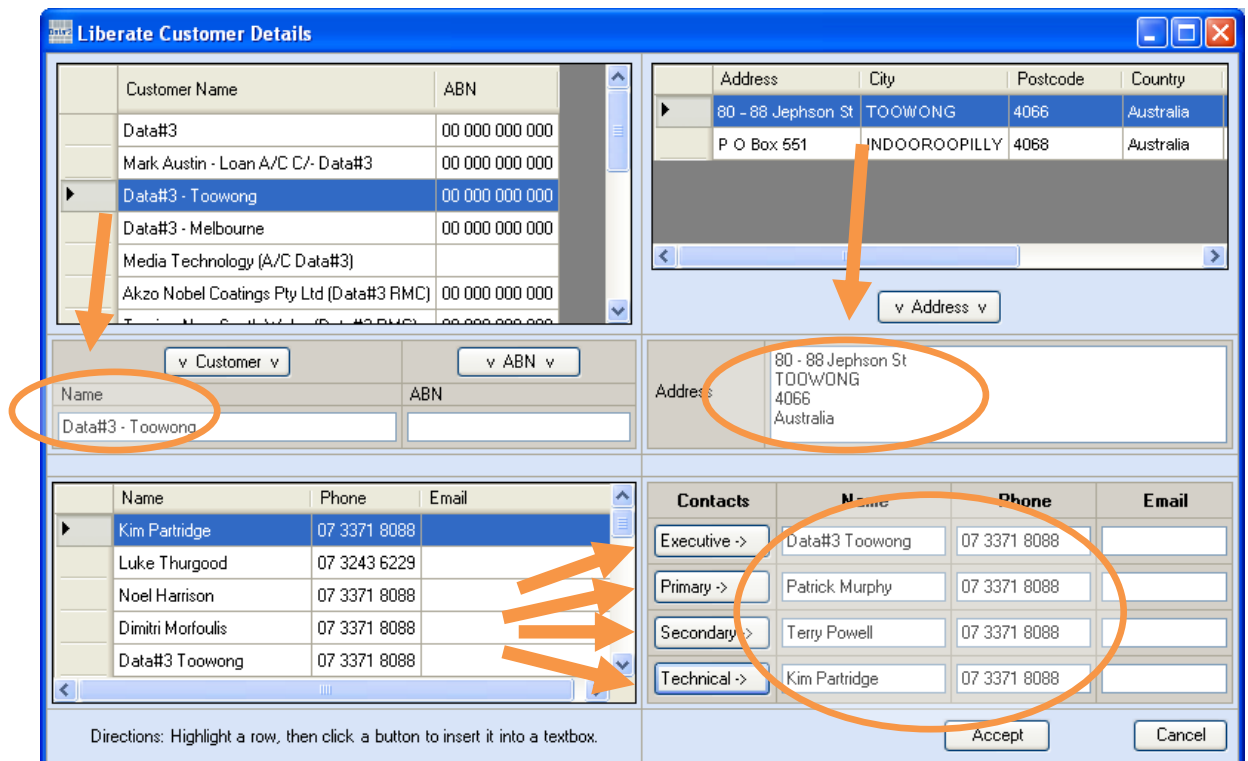 Liberate Customer Details
Customer Name ABN
Data#3 00 000 000 000
Mark Austin - Loan A/C C/- Data#3 00 000 000 000
Data#3 - Toowong 00 000 000 000
Data#3 - Melbourne 00 000 000 000
Media Technology (A/C Data#3)
Akzo Nobel Coatings Pty Ltd (Data#3 RMC) 00 000 000 000
Address City Postcode Country
80 - 88 Jephson St TOOWONG 4066 Australia
P O Box 551 INDOOROOPILLY 4068 Australia
v Address v
v Customer v v ABN v
Name ABN
Data#3 - Toowong
Address
80 - 88 Jephson St
TOOWONG
4066
Australia
Name Phone Email
Kim Partridge 07 3371 8088
Luke Thurgood 07 3243 6229
Noel Harrison 07 3371 8088
Dimitri Morfoulis 07 3371 8088
Data#3 Toowong 07 3371 8088
Contacts Name Phone Email
Executive -> Data#3 Toowong 07 3371 8088
Primary -> Patrick Murphy 07 3371 8088
Secondary -> Terry Powell 07 3371 8088
Technical -> Kim Partridge 07 3371 8088
Directions: Highlight a row, then click a button to insert it into a textbox.
Accept Cancel